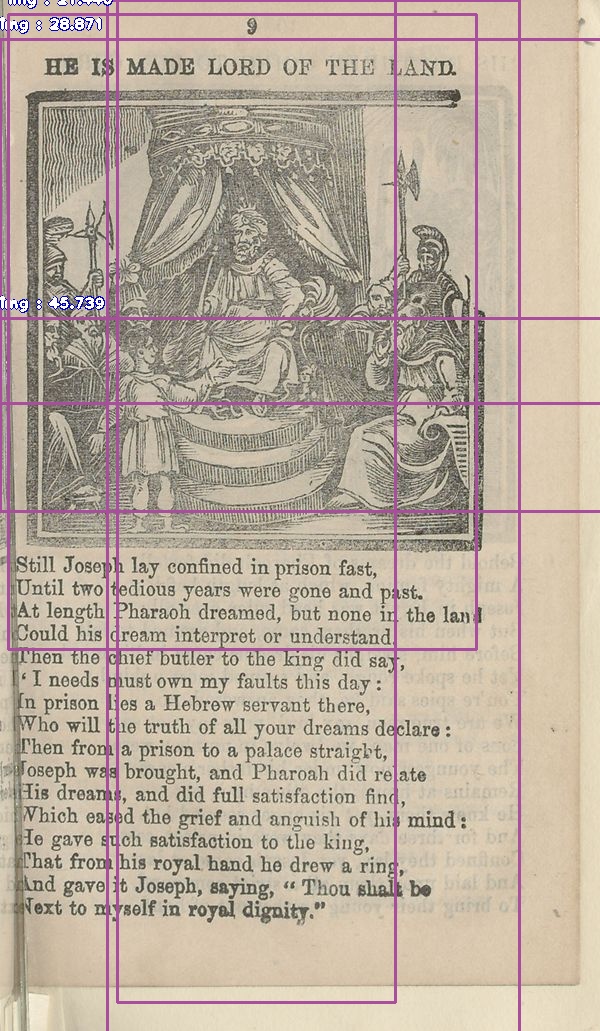 ing : 28.871
9
HE IS MADE LORD OF THE LAND.
ing : 45.739
Still Joseph lay confined in prison fast,
Until two tedious years were gone and past.
At length Pharaoh dreamed, but none in the land
Could his dream interpret or understand.
Then the chief butler to the king did say,
‘ I needs must own my faults this day :
In prison lies a Hebrew servant there,
Who will the truth of all your dreams declare :
Then from a prison to a palace straight,
Joseph was brought, and Pharoah did relate
His dreams, and did full satisfaction find,
Which eased the grief and anguish of his mind :
He gave such satisfaction to the king,
That from his royal hand he drew a ring,
And gave it Joseph, saying, “ Thou shalt be
Next to myself in royal dignity.”